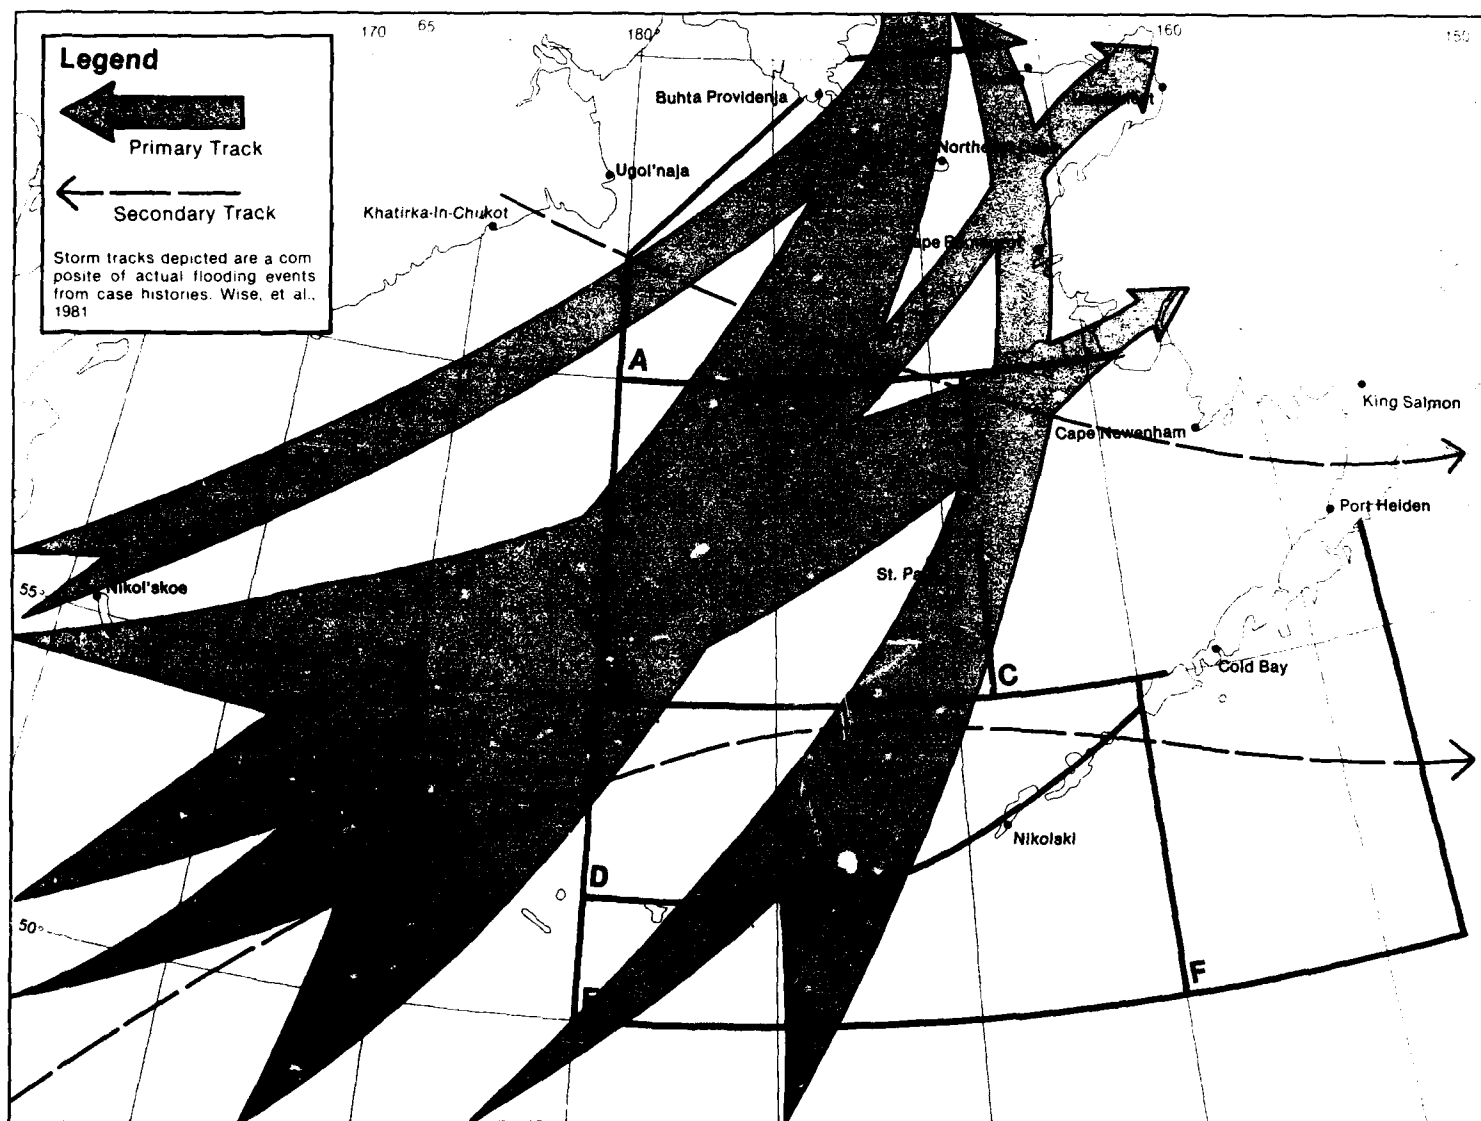 170
65
180°
160
150
Legend
Primary Track
Secondary Track
Storm tracks depicted are a com
posite of actual flooding events
from case histories. Wise, et al.,
1981
Buhta Providenja
Ugol'naja
Khatirka-In-Chukot
A
King Salmon
Cape Newenham
Port Heiden
55°
Nikol'skoe
St.
C
Cold Bay
Nikolski
D
50°
F